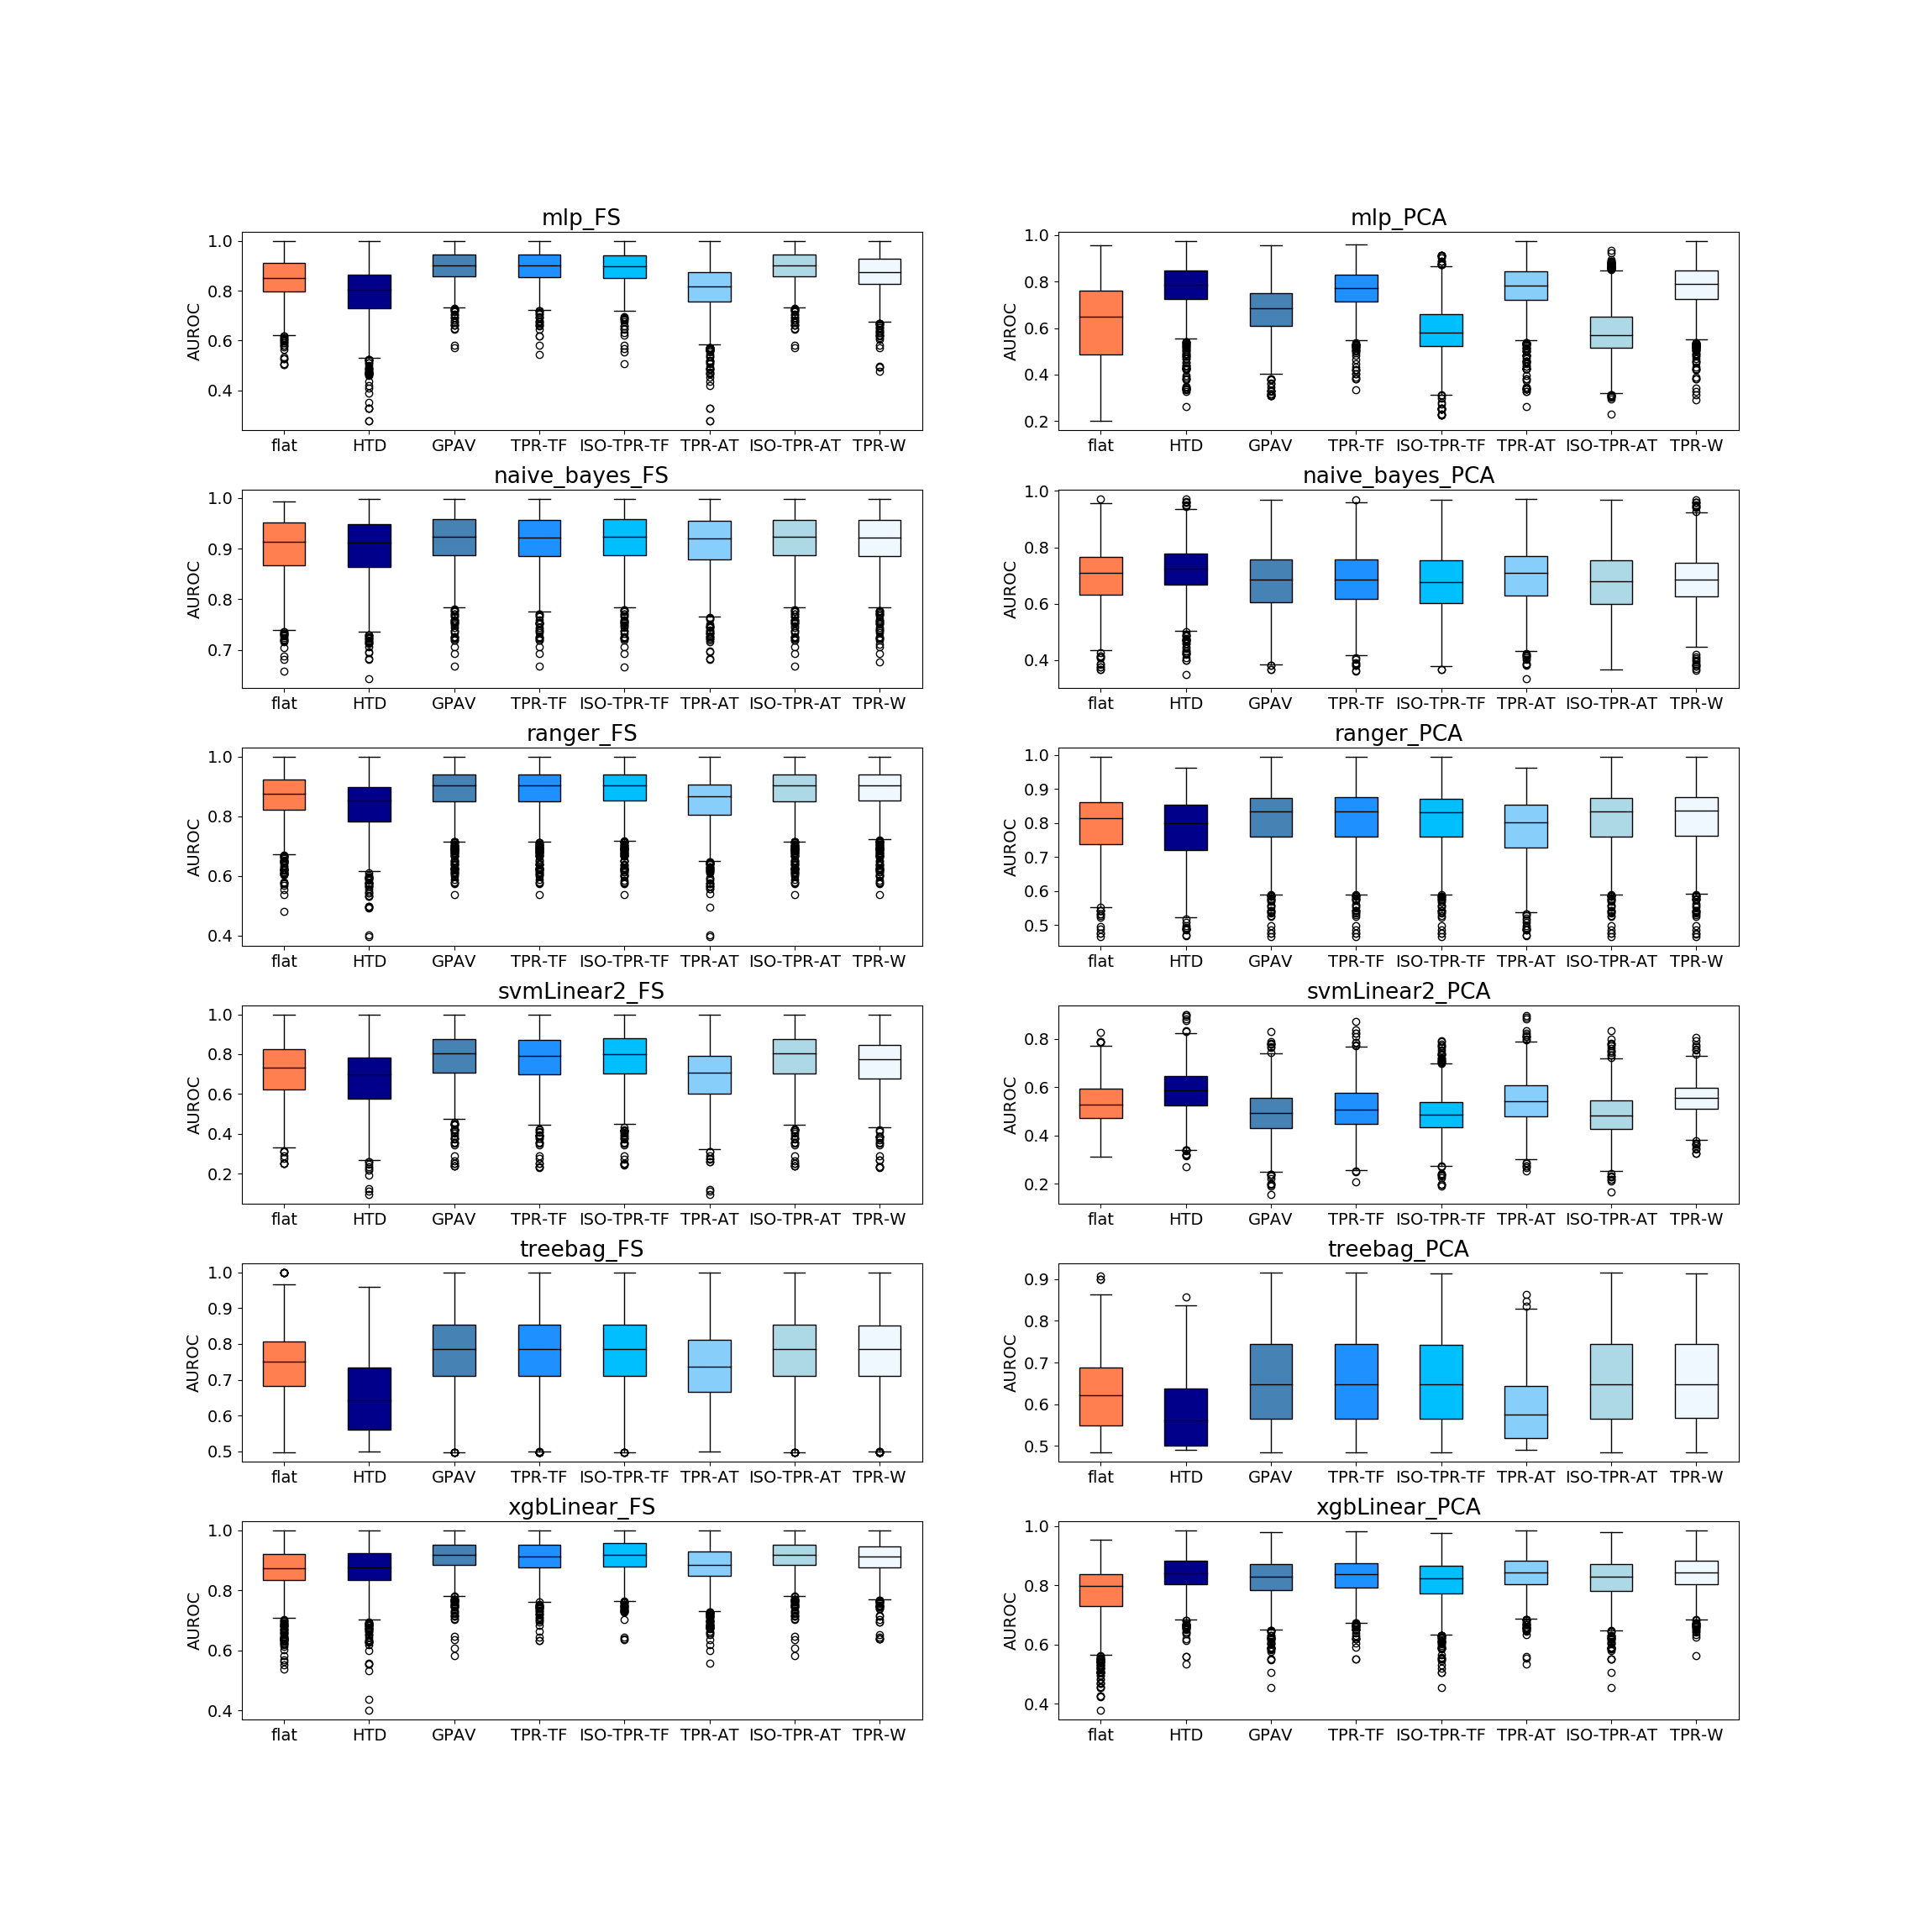 mlp_FS
1.0
0.8
0.6
0.4
AUROC
flat HTD GPAV TPR-TF ISO-TPR-TF TPR-AT ISO-TPR-AT TPR-W
mlp_PCA
1.0
0.8
0.6
0.4
0.2
AUROC
flat HTD GPAV TPR-TF ISO-TPR-TF TPR-AT ISO-TPR-AT TPR-W
naive_bayes_FS
1.0
0.9
0.8
0.7
AUROC
flat HTD GPAV TPR-TF ISO-TPR-TF TPR-AT ISO-TPR-AT TPR-W
naive_bayes_PCA
1.0
0.8
0.6
0.4
AUROC
flat HTD GPAV TPR-TF ISO-TPR-TF TPR-AT ISO-TPR-AT TPR-W
ranger_FS
1.0
0.8
0.6
0.4
AUROC
flat HTD GPAV TPR-TF ISO-TPR-TF TPR-AT ISO-TPR-AT TPR-W
ranger_PCA
1.0
0.9
0.8
0.7
0.6
0.5
AUROC
flat HTD GPAV TPR-TF ISO-TPR-TF TPR-AT ISO-TPR-AT TPR-W
svmLinear2_FS
1.0
0.8
0.6
0.4
0.2
AUROC
flat HTD GPAV TPR-TF ISO-TPR-TF TPR-AT ISO-TPR-AT TPR-W
svmLinear2_PCA
0.8
0.6
0.4
0.2
AUROC
flat HTD GPAV TPR-TF ISO-TPR-TF TPR-AT ISO-TPR-AT TPR-W
treebag_FS
1.0
0.9
0.8
0.7
0.6
0.5
AUROC
flat HTD GPAV TPR-TF ISO-TPR-TF TPR-AT ISO-TPR-AT TPR-W
treebag_PCA
0.9
0.8
0.7
0.6
0.5
AUROC
flat HTD GPAV TPR-TF ISO-TPR-TF TPR-AT ISO-TPR-AT TPR-W
xgbLinear_FS
1.0
0.8
0.6
0.4
AUROC
flat HTD GPAV TPR-TF ISO-TPR-TF TPR-AT ISO-TPR-AT TPR-W
xgbLinear_PCA
1.0
0.8
0.6
0.4
AUROC
flat HTD GPAV TPR-TF ISO-TPR-TF TPR-AT ISO-TPR-AT TPR-W